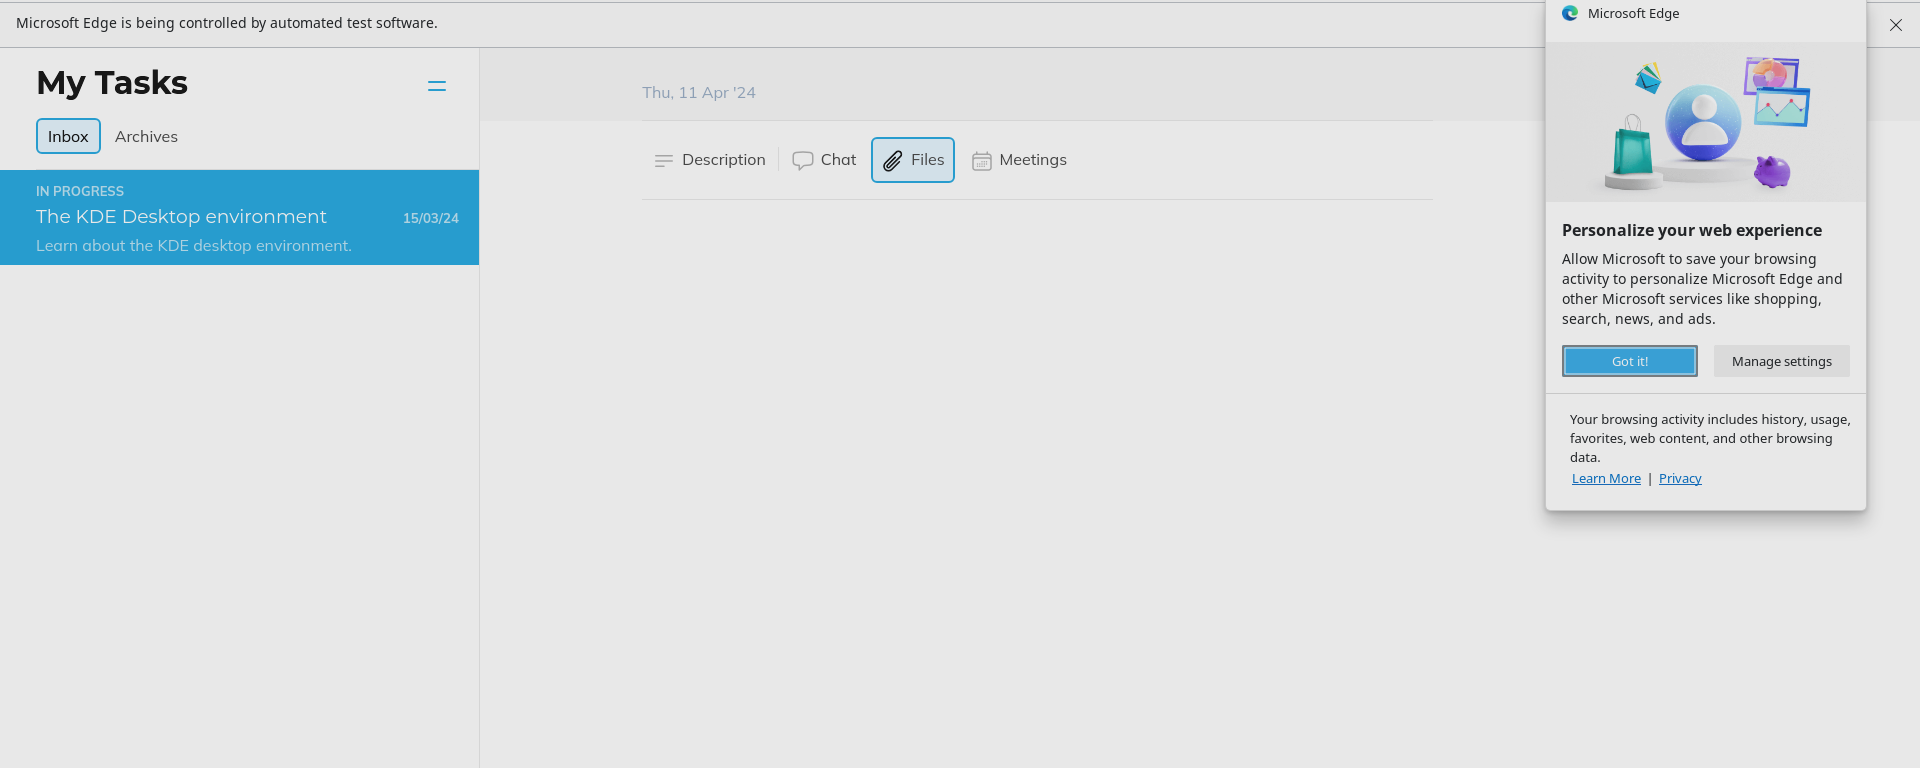 Microsoft Edge is being controlled by automated test software.
My Tasks
Inbox
Archives
IN PROGRESS
The KDE Desktop environment
15/03/24
Learn about the KDE desktop environment.
Thu, 11 Apr '24
Description
Chat
Files
Meetings
Microsoft Edge
Personalize your web experience
Allow Microsoft to save your browsing
activity to personalize Microsoft Edge and
other Microsoft services like shopping,
search, news, and ads.
Got it!
Manage settings
Your browsing activity includes history, usage,
favorites, web content, and other browsing
data.
Learn More | Privacy